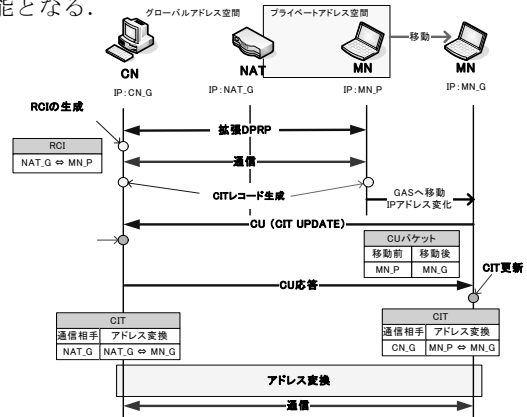 能となる.
グローバルアドレス空間
プライベートアドレス空間
移動
CN
NAT
MN
MN
IP:CN_G
IP:NAT_G
IP:MN_P
IP:MN_G
RCIの生成
拡張DPRP
RCI
NAT_G ⇔ MN_P
通信
CITレコード生成
GASへ移動
IPアドレス変化
CU (CIT UPDATE)
CUパケット
移動前 移動後
MN_P MN_G
CIT更新
CU応答
CIT
通信相手 アドレス変換
NAT_G NAT_G ⇔ MN_G
CIT
通信相手 アドレス変換
CN_G MN_P ⇔ MN_G
アドレス変換
通信